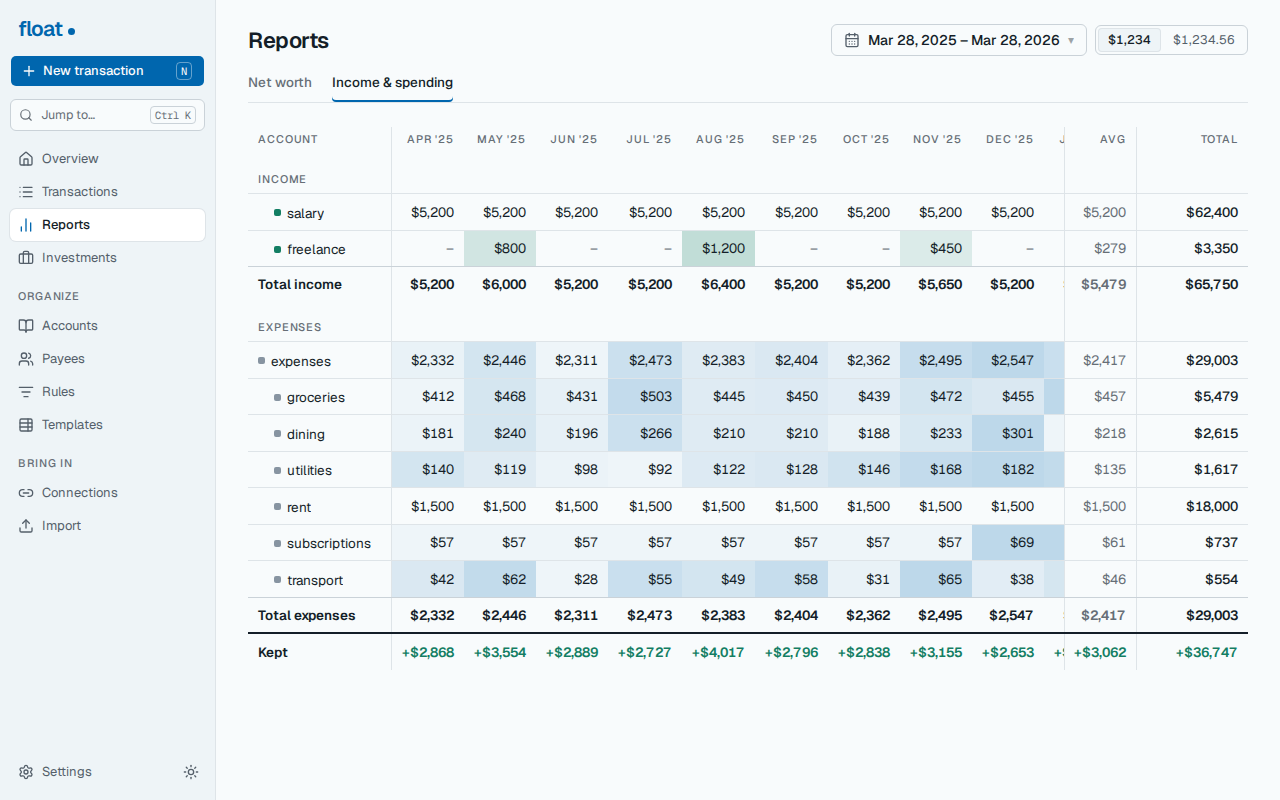 float
New transaction N
Jump to... Ctrl K
Overview
Transactions
Reports
Investments
ORGANIZE
Accounts
Payees
Rules
Templates
BRING IN
Connections
Import
Settings
Reports
Mar 28, 2025 – Mar 28, 2026
$1,234 $1,234.56
Net worth Income & spending
ACCOUNT APR '25 MAY '25 JUN '25 JUL '25 AUG '25 SEP '25 OCT '25 NOV '25 DEC '25 AVG TOTAL
INCOME
salary $5,200 $5,200 $5,200 $5,200 $5,200 $5,200 $5,200 $5,200 $5,200 $5,200 $62,400
freelance – $800 – – $1,200 – – $450 – $279 $3,350
Total income $5,200 $6,000 $5,200 $5,200 $6,400 $5,200 $5,200 $5,650 $5,200 $5,479 $65,750
EXPENSES
expenses $2,332 $2,446 $2,311 $2,473 $2,383 $2,404 $2,362 $2,495 $2,547 $2,417 $29,003
groceries $412 $468 $431 $503 $445 $450 $439 $472 $455 $457 $5,479
dining $181 $240 $196 $266 $210 $210 $188 $233 $301 $218 $2,615
utilities $140 $119 $98 $92 $122 $128 $146 $168 $182 $135 $1,617
rent $1,500 $1,500 $1,500 $1,500 $1,500 $1,500 $1,500 $1,500 $1,500 $1,500 $18,000
subscriptions $57 $57 $57 $57 $57 $57 $57 $57 $69 $61 $737
transport $42 $62 $28 $55 $49 $58 $31 $65 $38 $46 $554
Total expenses $2,332 $2,446 $2,311 $2,473 $2,383 $2,404 $2,362 $2,495 $2,547 $2,417 $29,003
Kept +$2,868 +$3,554 +$2,889 +$2,727 +$4,017 +$2,796 +$2,838 +$3,155 +$2,653 +$3,062 +$36,747